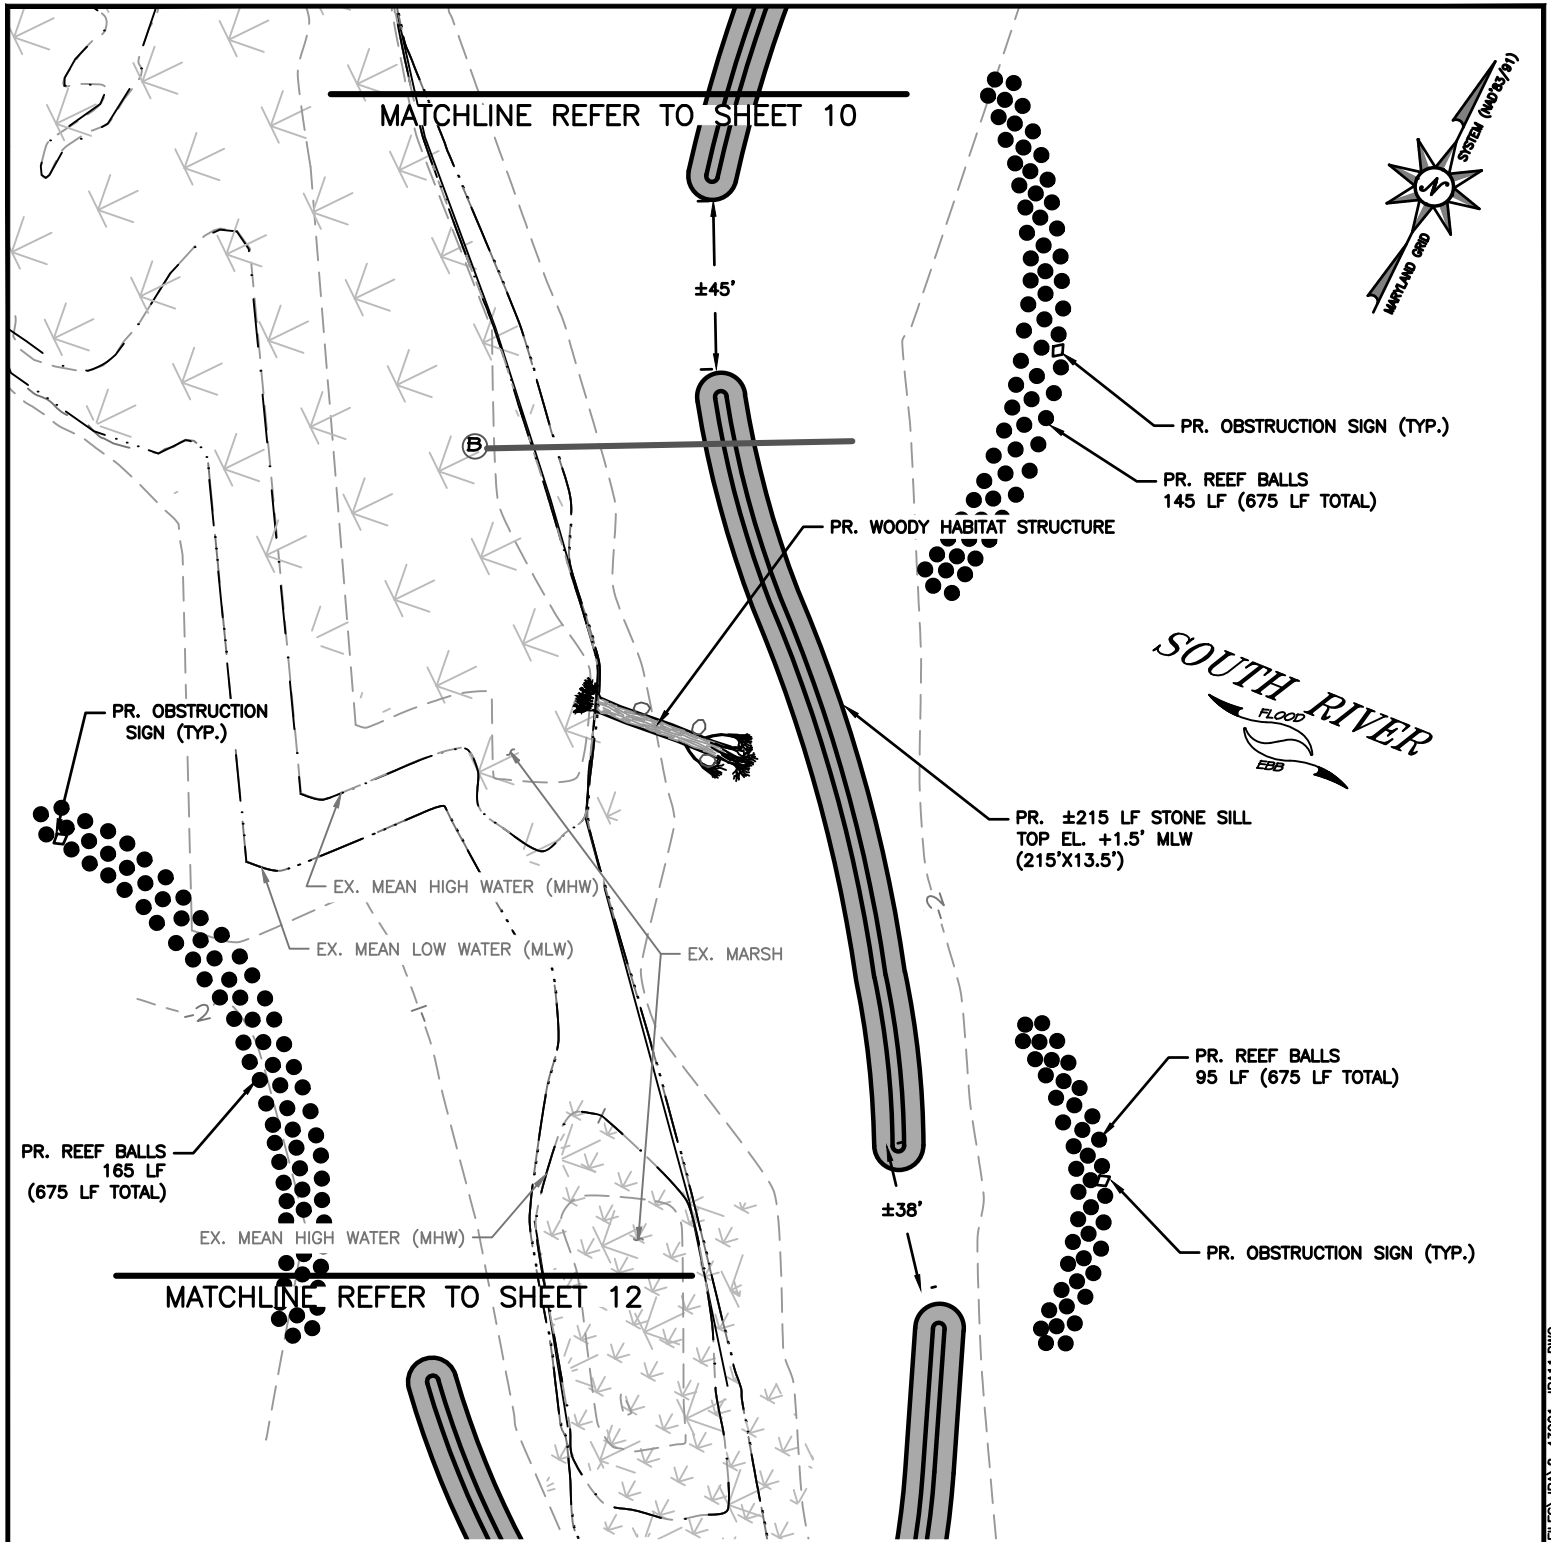 MATCHLINE REFER TO SHEET 10
SYSTEM (NAD'83/91)
N
MARYLAND GRID
±45'
B
PR. OBSTRUCTION SIGN (TYP.)
PR. REEF BALLS
145 LF (675 LF TOTAL)
PR. WOODY HABITAT STRUCTURE
SOUTH RIVER
FLOOD
EBB
PR. OBSTRUCTION
SIGN (TYP.)
PR. ±215 LF STONE SILL
TOP EL. +1.5' MLW
(215'X13.5')
EX. MEAN HIGH WATER (MHW)
-2
EX. MEAN LOW WATER (MLW)
EX. MARSH
-2
-1
PR. REEF BALLS
95 LF (675 LF TOTAL)
PR. REEF BALLS
165 LF
(675 LF TOTAL)
±38'
EX. MEAN HIGH WATER (MHW)
PR. OBSTRUCTION SIGN (TYP.)
MATCHLINE REFER TO SHEET 12